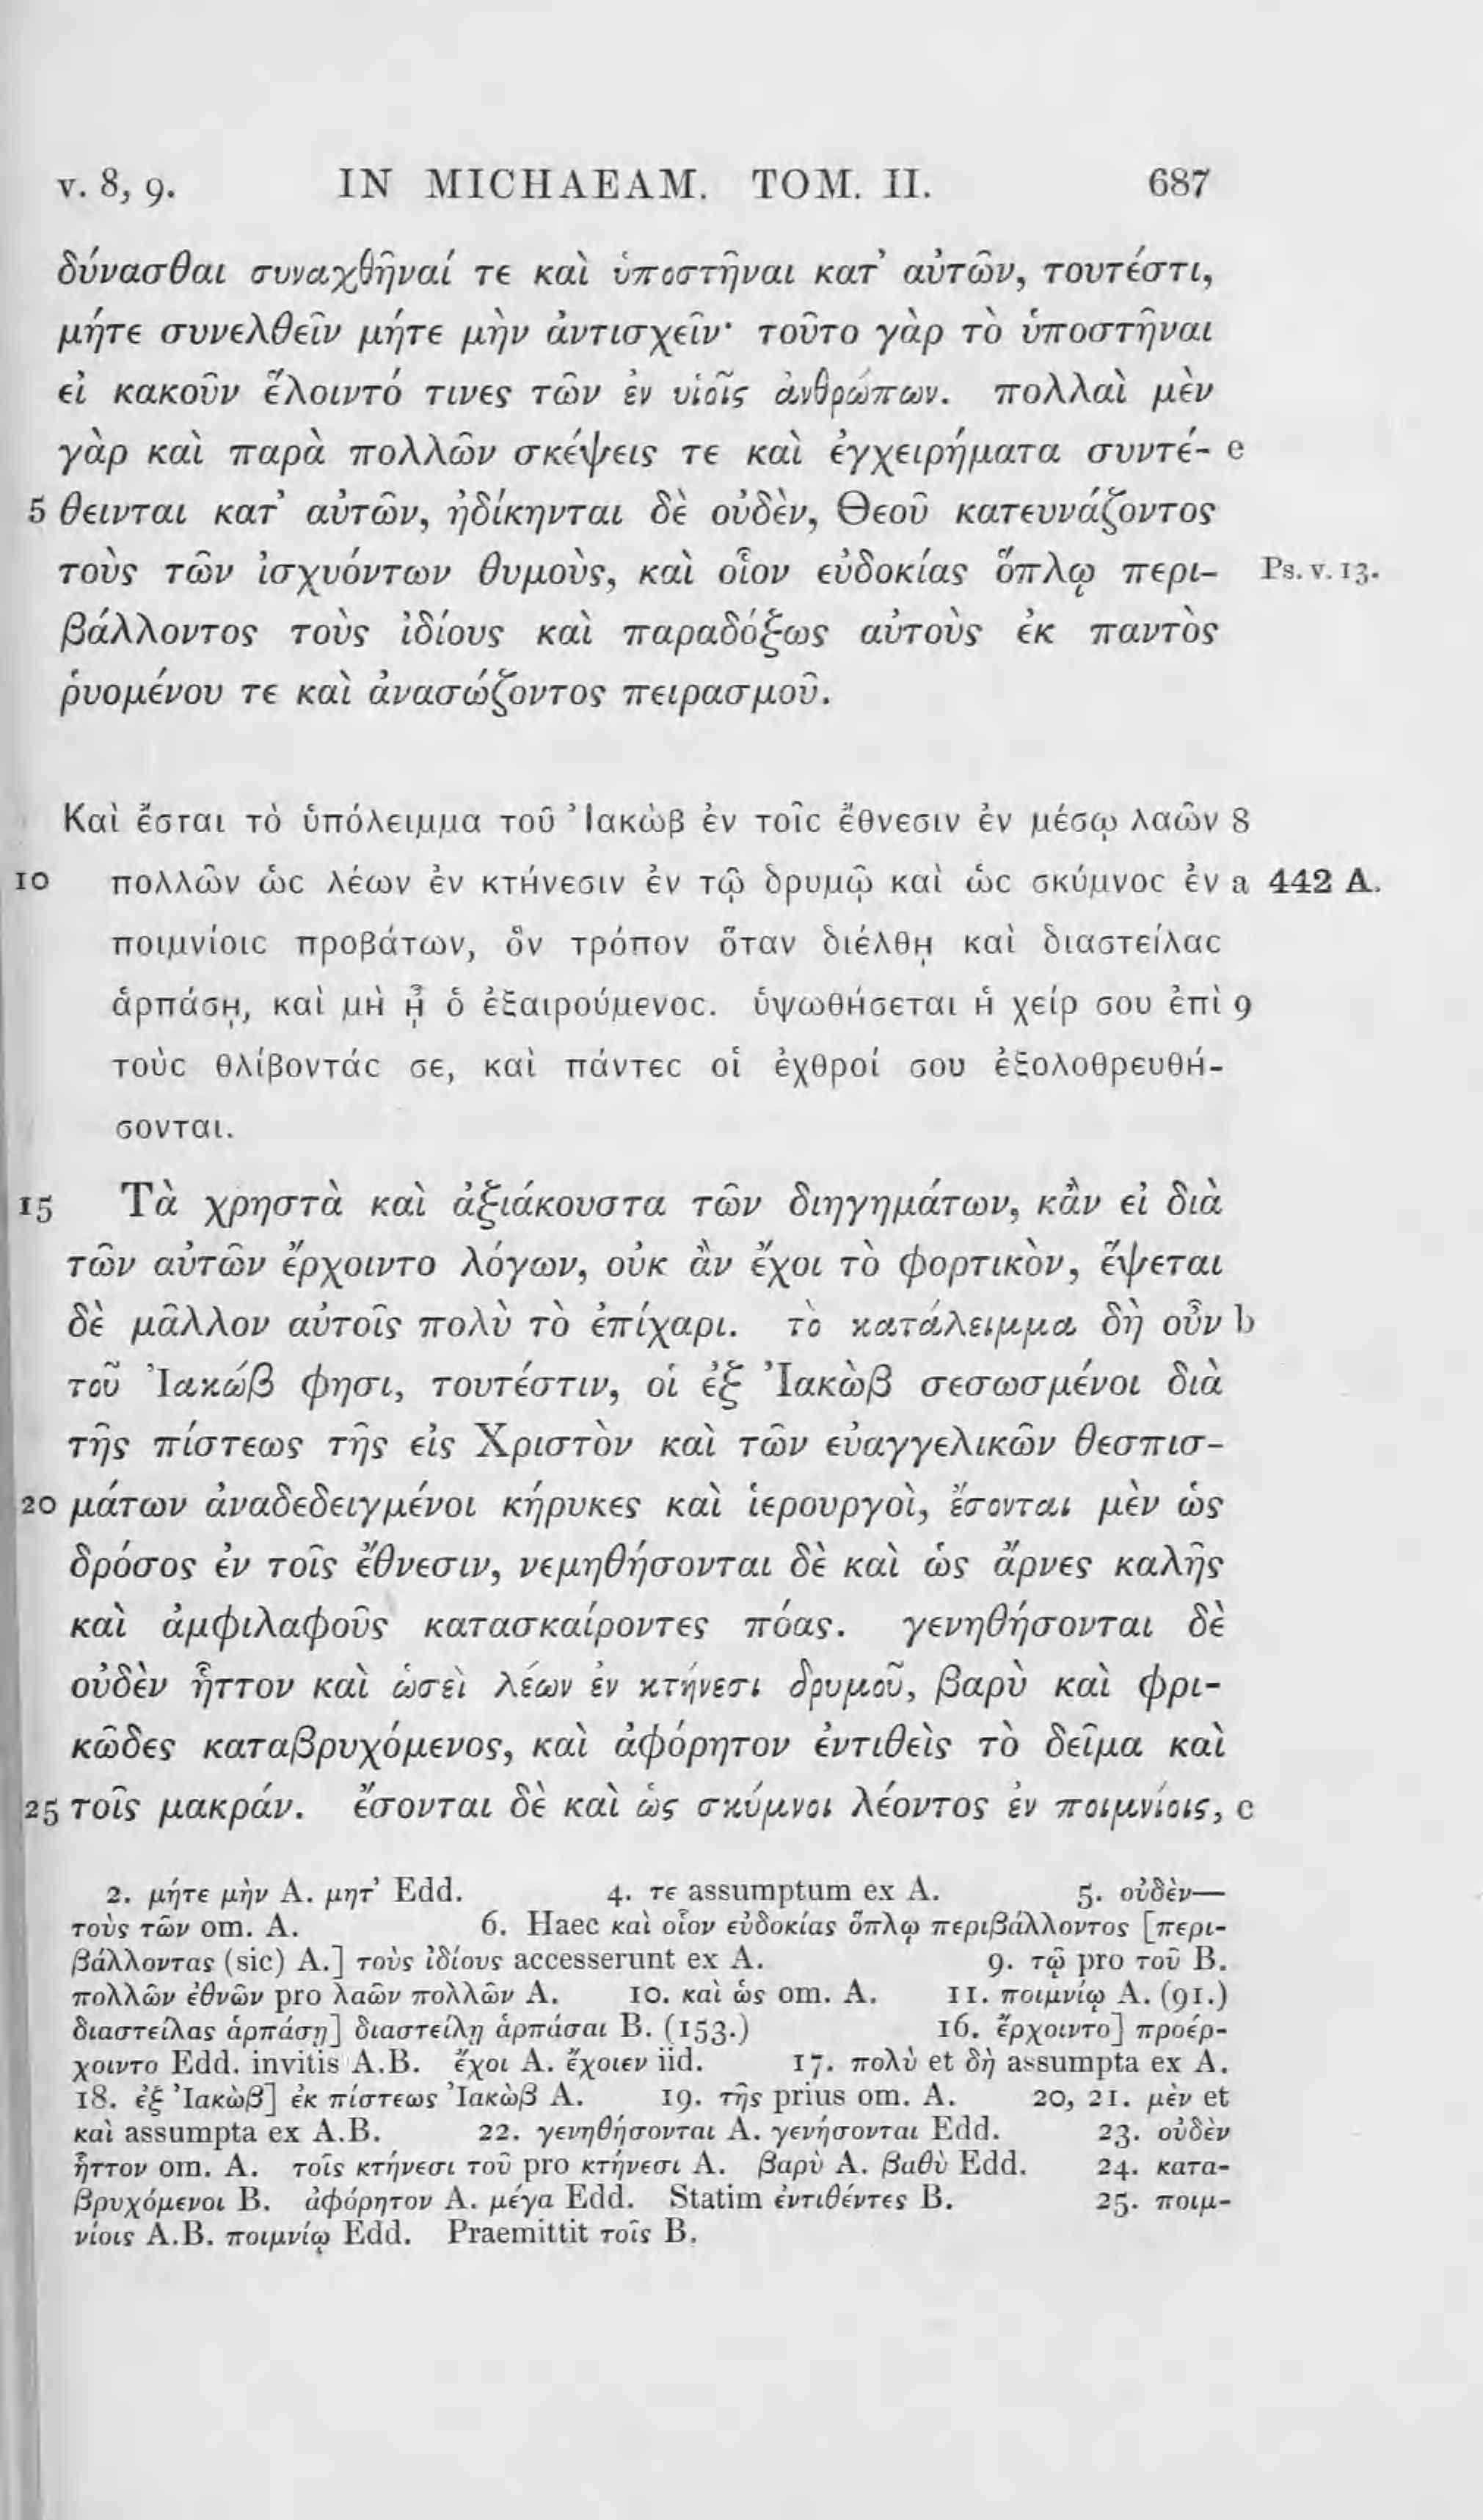 v. 8, 9. IN MICHAEAM. TOM. II. 687
δύνασθαι συναχθῆναί τε καὶ ὑποστῆναι κατ’ αὐτῶν, τουτέστι,
μήτε συνελθεῖν μήτε μὴν ἀντισχεῖν· τοῦτο γὰρ τὸ ὑποστῆναι
εἰ κακοῦν ἕλοιντό τινες τῶν ἐν υἱοῖς ἀνθρώπων. πολλαὶ μὲν
γὰρ καὶ παρὰ πολλῶν σκέψεις τε καὶ ἐγχειρήματα συντέ- e
5 θεινται κατ’ αὐτῶν, ἠδίκηνται δὲ οὐδὲν, Θεοῦ κατευνάζοντος
τοὺς τῶν ἰσχυόντων θυμοὺς, καὶ οἷον εὐδοκίας ὅπλῳ περι- Ps. v. 13.
βάλλοντος τοὺς ἰδίους καὶ παραδόξως αὐτοὺς ἐκ παντὸς
ῥυομένου τε καὶ ἀνασώζοντος πειρασμοῦ.
Καὶ ἔσται τὸ ὑπόλειμμα τοῦ Ἰακὼβ ἐν τοῖς ἔθνεσιν ἐν μέσῳ λαῶν 8
10 πολλῶν ὡς λέων ἐν κτήνεσιν ἐν τῷ δρυμῷ καὶ ὡς σκύμνος ἐν a 442 A.
ποιμνίοις προβάτων, ὃν τρόπον ὅταν διέλθῃ καὶ διαστείλας
ἁρπάσῃ, καὶ μὴ ᾖ ὁ ἐξαιρούμενος. ὑψωθήσεται ἡ χείρ σου ἐπὶ 9
τοὺς θλίβοντάς σε, καὶ πάντες οἱ ἐχθροί σου ἐξολοθρευθή-
σονται.
15 Τὰ χρηστὰ καὶ ἀξιάκουστα τῶν διηγημάτων, κἂν εἰ διὰ
τῶν αὐτῶν ἔρχοιντο λόγων, οὐκ ἂν ἔχοι τὸ φορτικὸν, ἕψεται
δὲ μᾶλλον αὐτοῖς πολὺ τὸ ἐπίχαρι. τὸ κατάλειμμα δὴ οὖν b
τοῦ Ἰακώβ φησι, τουτέστιν, οἱ ἐξ Ἰακὼβ σεσωσμένοι διὰ
τῆς πίστεως τῆς εἰς Χριστὸν καὶ τῶν εὐαγγελικῶν θεσπισ-
20 μάτων ἀναδεδειγμένοι κήρυκες καὶ ἱερουργοὶ, ἔσονται μὲν ὡς
δρόσος ἐν τοῖς ἔθνεσιν, νεμηθήσονται δὲ καὶ ὡς ἄρνες καλῆς
καὶ ἀμφιλαφοῦς κατασκαίροντες πόας. γενηθήσονται δὲ
οὐδὲν ἧττον καὶ ὡσεὶ λέων ἐν κτήνεσι δρυμοῦ, βαρὺ καὶ φρι-
κῶδες καταβρυχόμενος, καὶ ἀφόρητον ἐντιθεὶς τὸ δεῖμα καὶ
25 τοῖς μακράν. ἔσονται δὲ καὶ ὡς σκύμνοι λέοντος ἐν ποιμνίοις, c
2. μήτε μὴν A. μητ’ Edd. 4. τε assumptum ex A. 5. οὐδὲν—
τοὺς τῶν om. A. 6. Haec καὶ οἷον εὐδοκίας ὅπλῳ περιβάλλοντος [περι-
βάλλοντας (sic) A.] τοὺς ἰδίους accesserunt ex A. 9. τῷ pro τοῦ B.
πολλῶν ἐθνῶν pro λαῶν πολλῶν A. 10. καὶ ὡς om. A. 11. ποιμνίῳ A. (91.)
διαστείλας ἁρπάσῃ] διαστείλῃ ἁρπάσαι B. (153.) 16. ἔρχοιντο] προέρ-
χοιντο Edd. invitis A.B. ἔχοι A. ἔχοιεν iid. 17. πολὺ et δὴ assumpta ex A.
18. ἐξ Ἰακὼβ] ἐκ πίστεως Ἰακὼβ A. 19. τῆς prius om. A. 20, 21. μὲν et
καὶ assumpta ex A.B. 22. γενηθήσονται A. γενήσονται Edd. 23. οὐδὲν
ἧττον om. A. τοῖς κτήνεσι τοῦ pro κτήνεσι A. βαρὺ A. βαθὺ Edd. 24. κατα-
βρυχόμενοι B. ἀφόρητον A. μέγα Edd. Statim ἐντιθέντες B. 25. ποιμ-
νίοις A.B. ποιμνίῳ Edd. Praemittit τοῖς B.